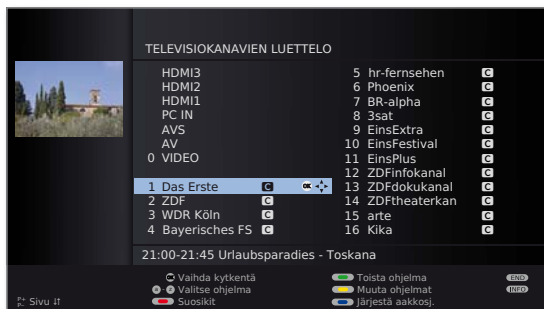 TELEVISIOKANAVIEN LUETTELO
HDMI3
HDMI2
HDMI1
PC IN
AVS
AV
0 VIDEO
1 Das Erste C OK
2 ZDF C
3 WDR Köln C
4 Bayerisches FS C
5 hr-fernsehen C
6 Phoenix C
7 BR-alpha C
8 3sat C
9 EinsExtra C
10 EinsFestival C
11 EinsPlus C
12 ZDFinfokanal C
13 ZDFdokukanal C
14 ZDFtheaterkan C
15 arte C
16 Kika C
21:00-21:45 Urlaubsparadies - Toskana
OK Vaihda kytkentä
Valitse ohjelma
Suosikit
Toista ohjelma
Muuta ohjelmat
Järjestä aakkosj.
END
INFO
P+ P- Sivu